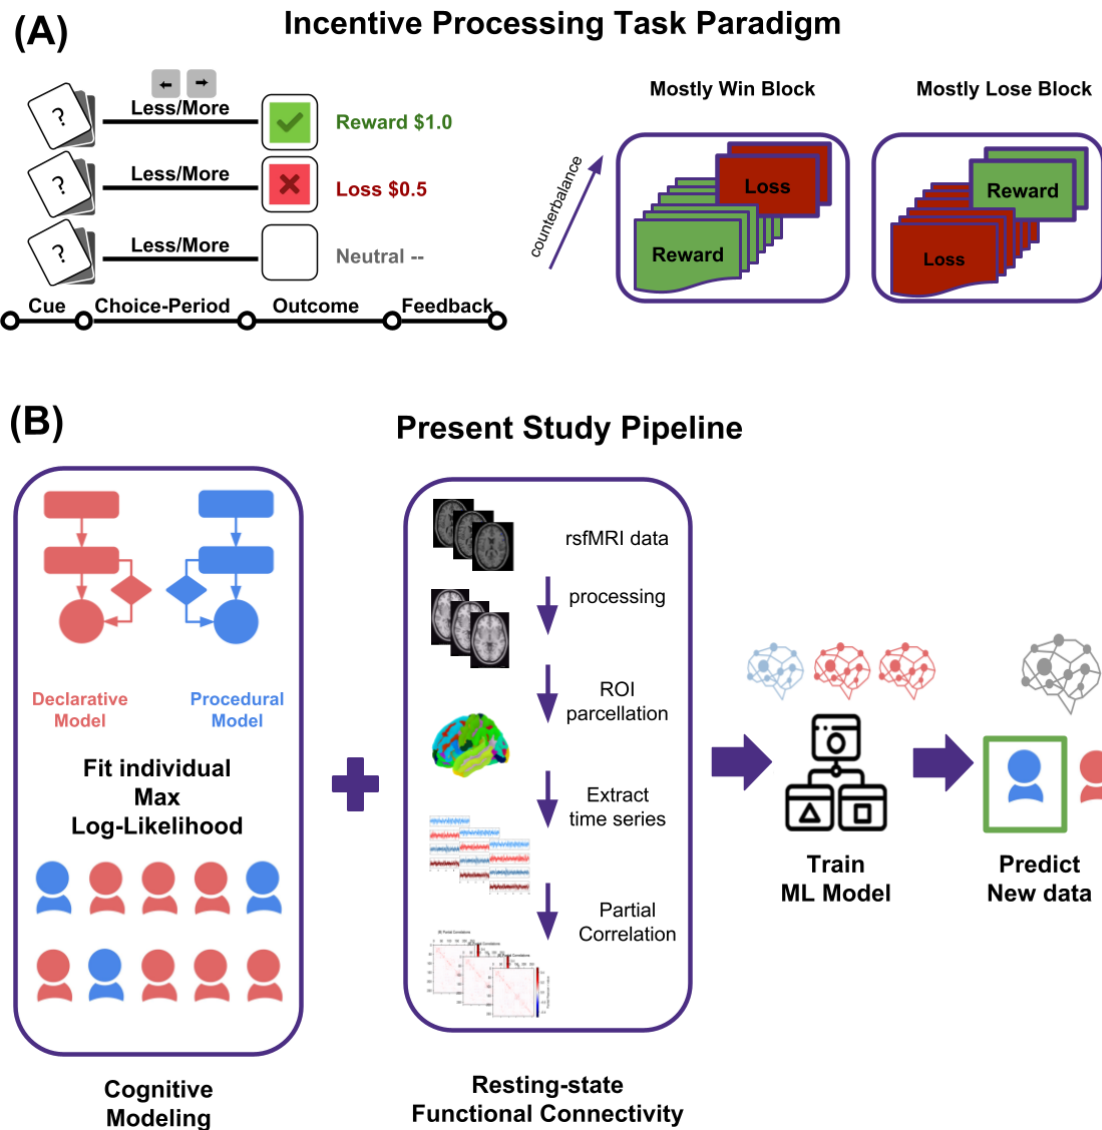 (A)
Incentive Processing Task Paradigm
?
Less/More
Reward $1.0
?
Less/More
Loss $0.5
?
Less/More
Neutral --
Cue
Choice-Period
Outcome
Feedback
counterbalance
Mostly Win Block
Loss
Reward
Mostly Lose Block
Reward
Loss
(B)
Present Study Pipeline
Declarative
Model
Procedural
Model
Fit individual
Max
Log-Likelihood
Cognitive
Modeling
rsfMRI data
processing
ROI
parcellation
Extract
time series
Partial
Correlation
Resting-state
Functional Connectivity
Train
ML Model
Predict
New data